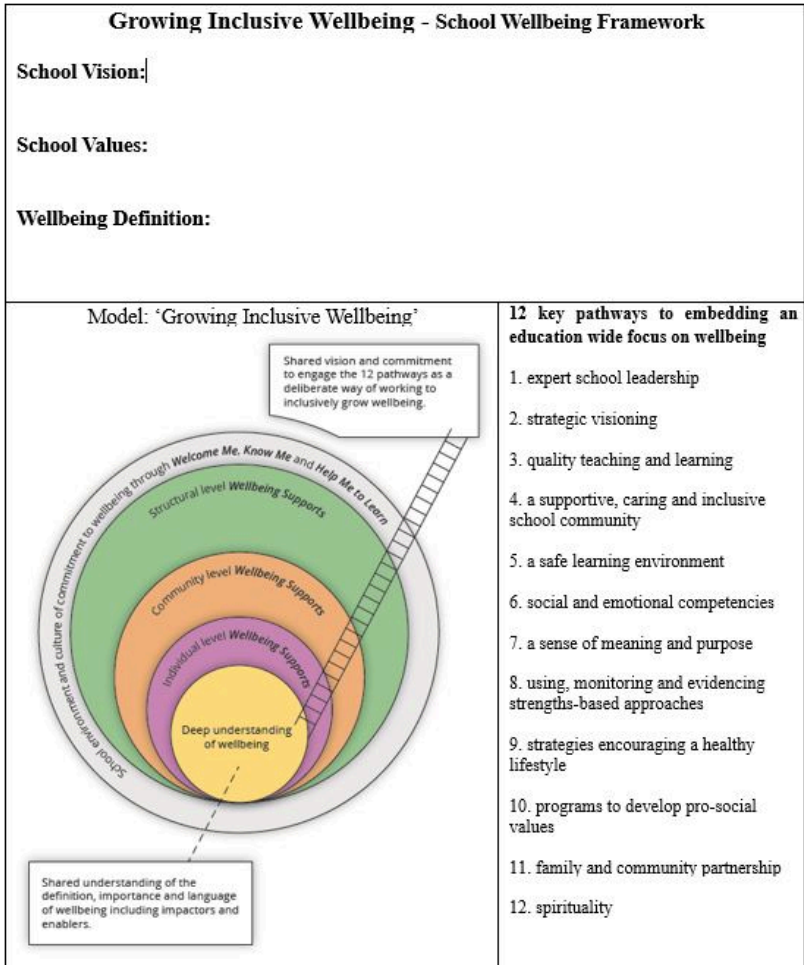 Growing Inclusive Wellbeing - School Wellbeing Framework
School Vision:
School Values:
Wellbeing Definition:
Model: ‘Growing Inclusive Wellbeing’
Shared vision and commitment
to engage the 12 pathways as a
deliberate way of working to
inclusively grow wellbeing.
School environment and culture of commitment to wellbeing through Welcome Me, Know Me and Help Me to Learn
Structural level Wellbeing Supports
Community level Wellbeing Supports
Individual level Wellbeing Supports
Deep understanding
of wellbeing
Shared understanding of the
definition, importance and language
of wellbeing including impactors and
enablers.
12 key pathways to embedding an
education wide focus on wellbeing
1. expert school leadership
2. strategic visioning
3. quality teaching and learning
4. a supportive, caring and inclusive
school community
5. a safe learning environment
6. social and emotional competencies
7. a sense of meaning and purpose
8. using, monitoring and evidencing
strengths-based approaches
9. strategies encouraging a healthy
lifestyle
10. programs to develop pro-social
values
11. family and community partnership
12. spirituality